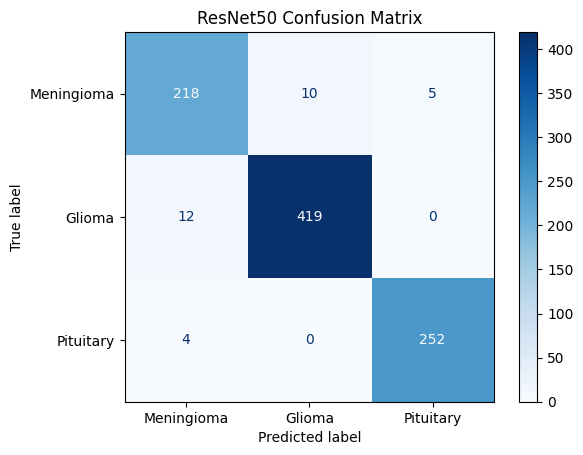 ResNet50 Confusion Matrix
True label
Meningioma 218 10 5
Glioma 12 419 0
Pituitary 4 0 252
Meningioma Glioma Pituitary
Predicted label
400
350
300
250
200
150
100
50
0